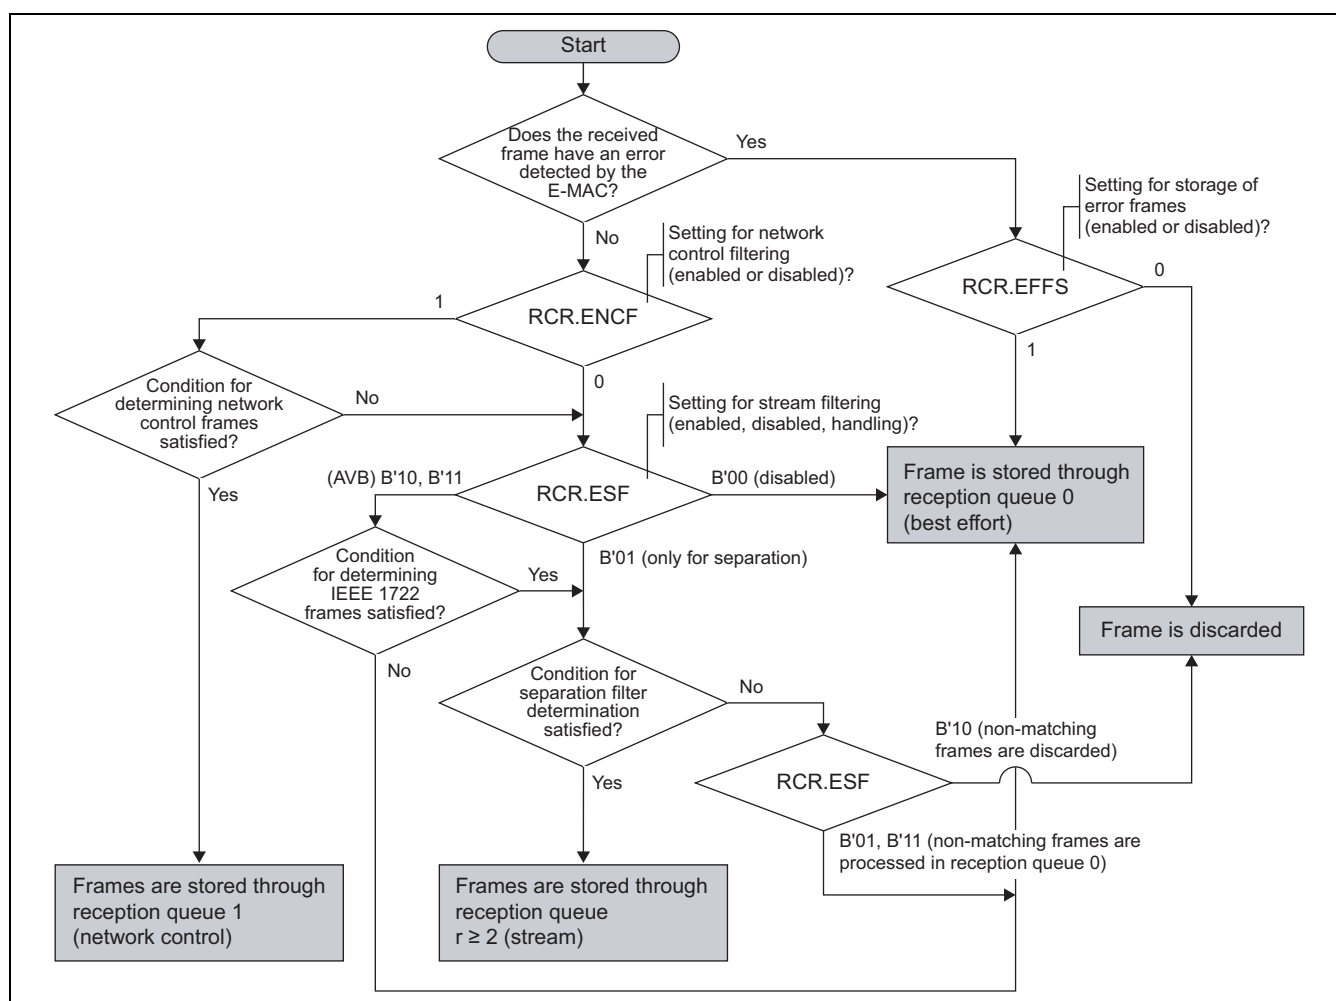 Start
Does the received
frame have an error
detected by the
E-MAC?
Yes
No
Setting for storage of
error frames
(enabled or disabled)?
RCR.EFFS
0
1
Setting for network
control filtering
(enabled or disabled)?
RCR.ENCF
1
0
Condition for
determining network
control frames
satisfied?
No
Yes
Setting for stream filtering
(enabled, disabled, handling)?
RCR.ESF
(AVB) B'10, B'11
B'00 (disabled)
B'01 (only for separation)
Frame is stored through
reception queue 0
(best effort)
Condition
for determining
IEEE 1722
frames satisfied?
Yes
No
Frame is discarded
Condition for
separation filter
determination
satisfied?
No
Yes
RCR.ESF
B'10 (non-matching
frames are discarded)
B'01, B'11 (non-matching frames are
processed in reception queue 0)
Frames are stored through
reception queue 1
(network control)
Frames are stored through
reception queue
r ≥ 2 (stream)